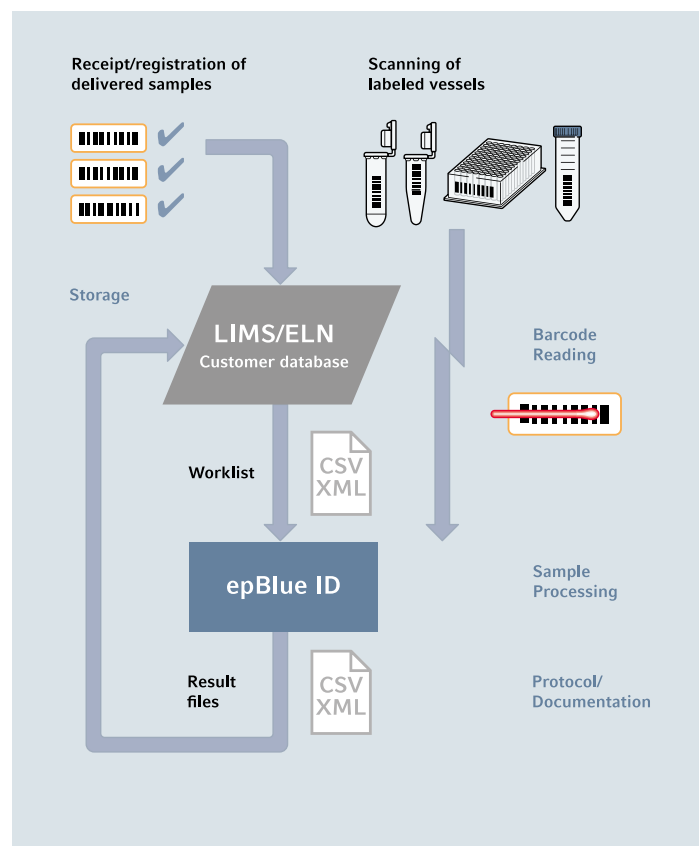 Receipt/registration of
delivered samples
Scanning of
labeled vessels
Storage
LIMS/ELN
Customer database
Barcode
Reading
Worklist
CSV
XML
epBlue ID
Sample
Processing
Result
files
CSV
XML
Protocol/
Documentation